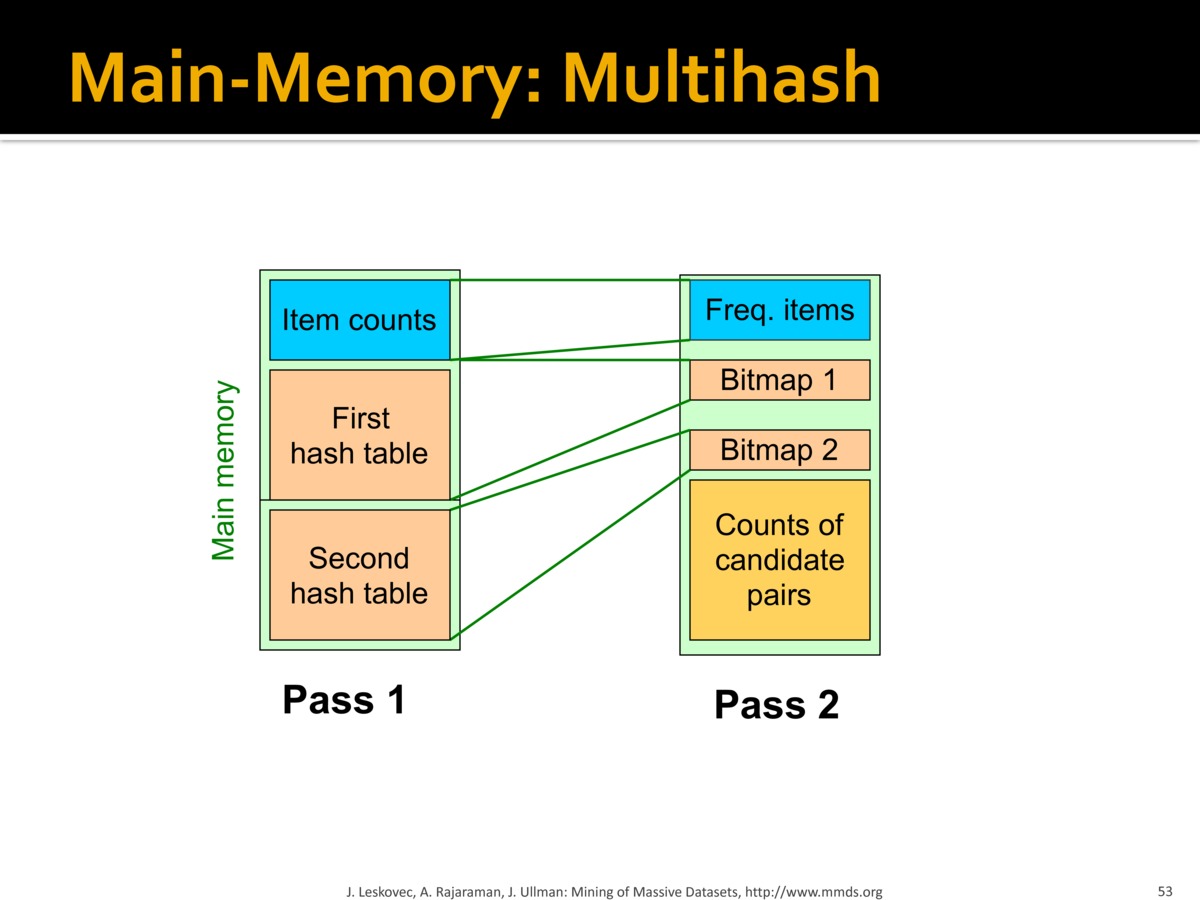 Main-Memory: Multihash
Main memory
Item counts
First
hash table
Second
hash table
Pass 1
Freq. items
Bitmap 1
Bitmap 2
Counts of
candidate
pairs
Pass 2
J. Leskovec, A. Rajaraman, J. Ullman: Mining of Massive Datasets, http://www.mmds.org
53